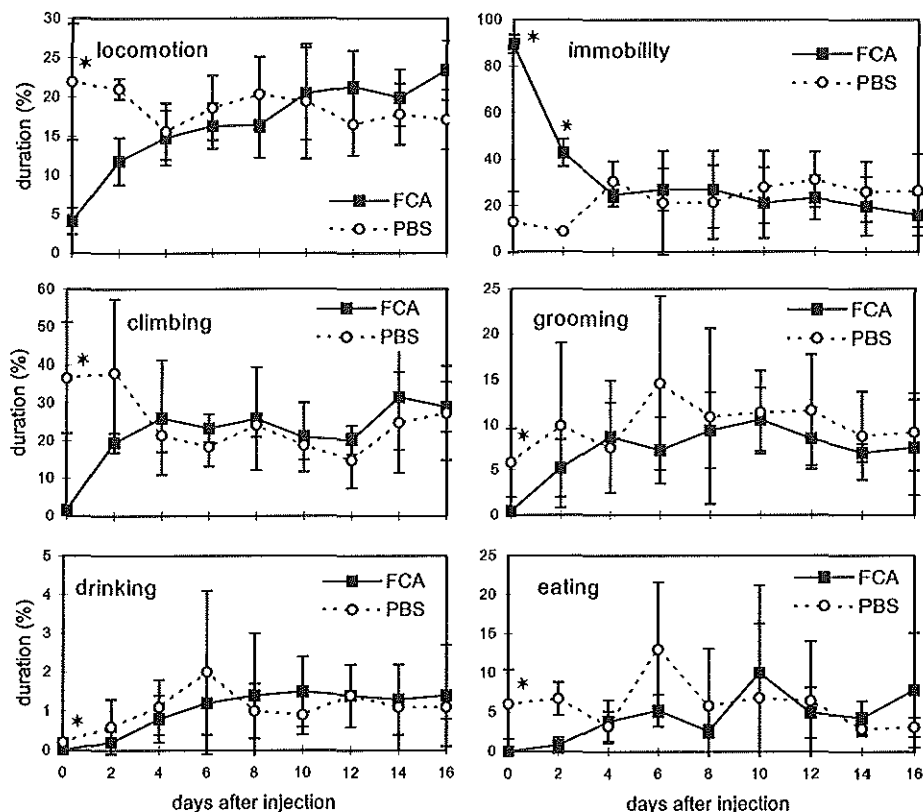 locomotion
duration (%)
30
25
20
15
10
5
0
FCA
PBS
*
immobility
100
80
60
40
20
0
FCA
PBS
*
*
climbing
duration (%)
60
50
40
30
20
10
0
FCA
PBS
*
grooming
25
20
15
10
5
0
FCA
PBS
*
drinking
duration (%)
5
4
3
2
1
0
FCA
PBS
*
0 2 4 6 8 10 12 14 16
days after injection
eating
25
20
15
10
5
0
FCA
PBS
*
0 2 4 6 8 10 12 14 16
days after injection